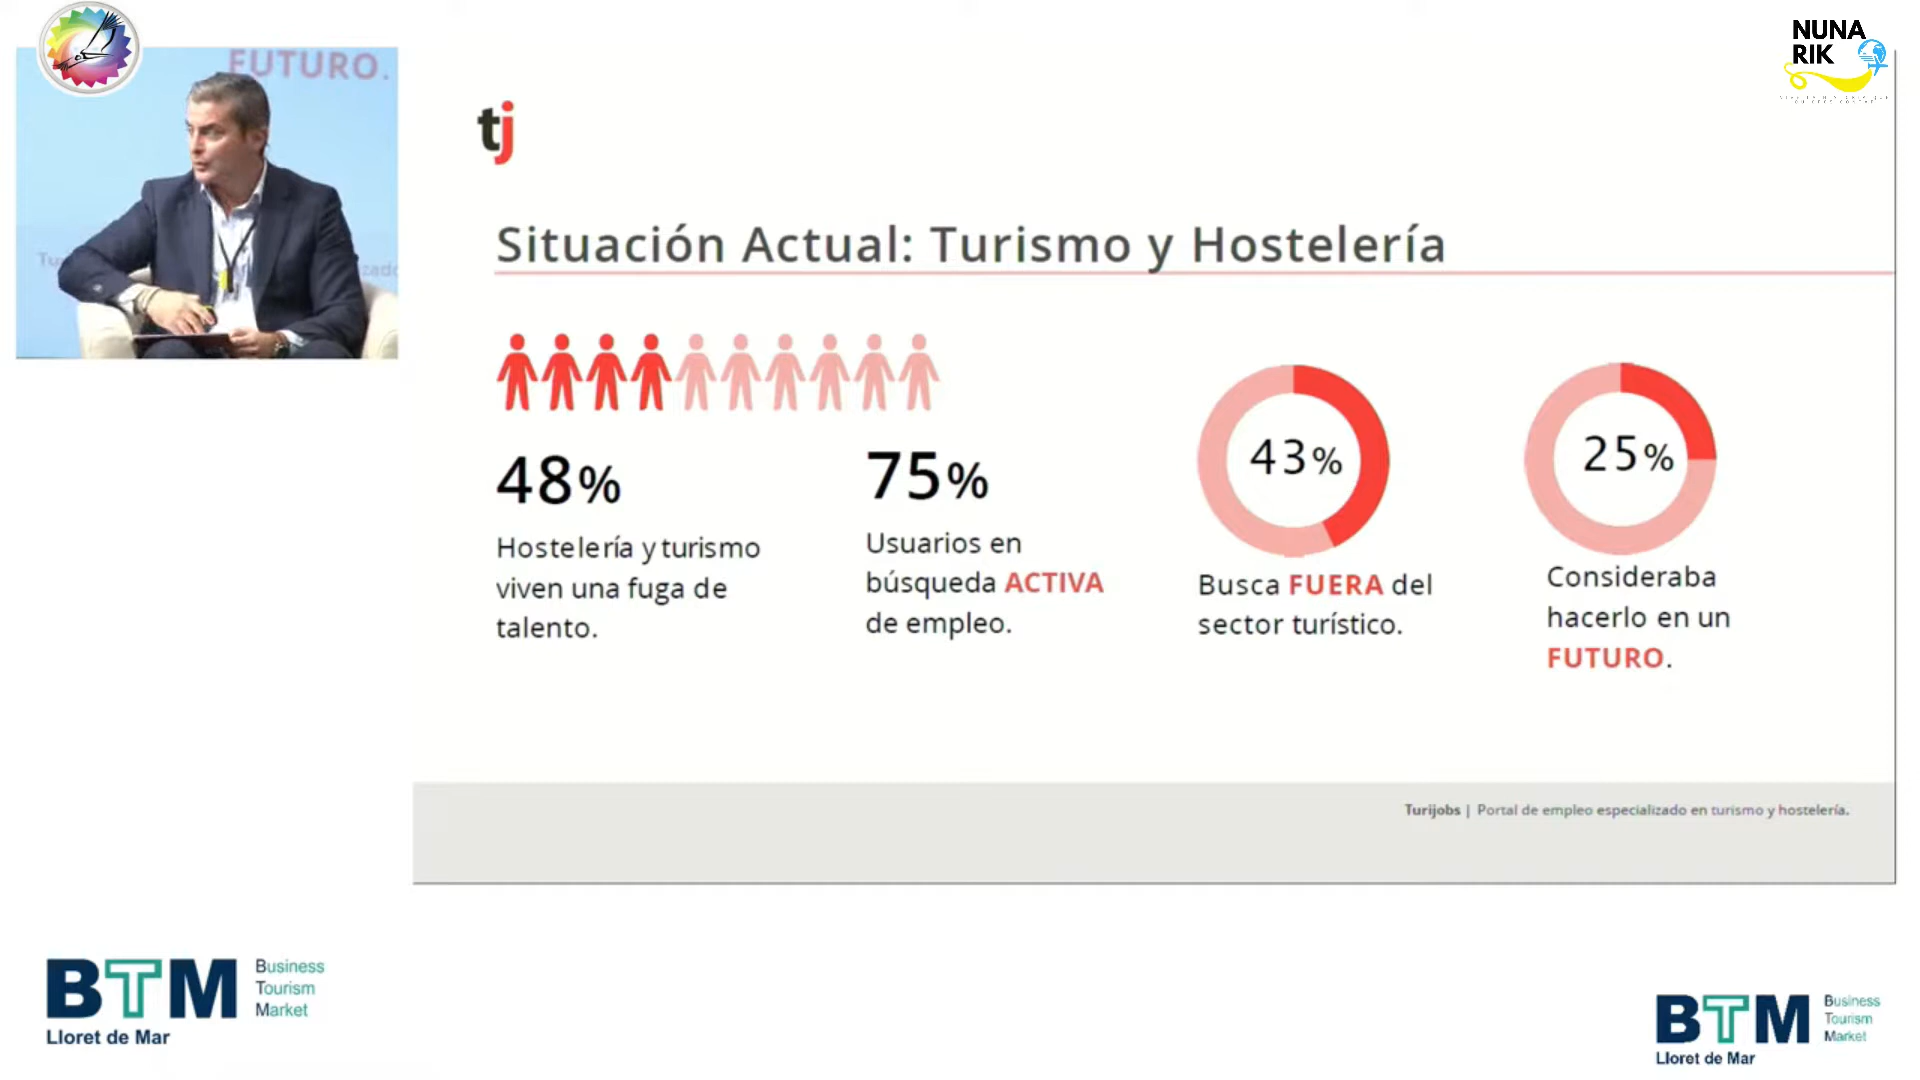 FUTURO.
NUNA
RIK
tj
Situación Actual: Turismo y Hostelería
48%
Hostelería y turismo
viven una fuga de
talento.
75%
Usuarios en
búsqueda ACTIVA
de empleo.
43%
Busca FUERA del
sector turístico.
25%
Consideraba
hacerlo en un
FUTURO.
Turijobs | Portal de empleo especializado en turismo y hostelería.
BTM
Business
Tourism
Market
Lloret de Mar
BTM
Business
Tourism
Market
Lloret de Mar